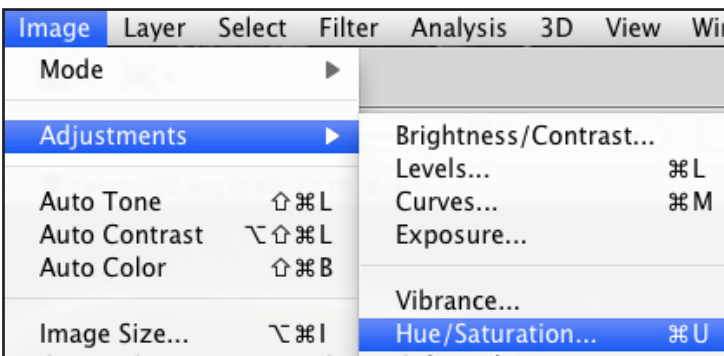 Image Layer Select Filter Analysis 3D View
Mode ▶
Adjustments ▶
Auto Tone ⇧⌘L
Auto Contrast ⌥⇧⌘L
Auto Color ⇧⌘B
Image Size... ⌥⌘I
Brightness/Contrast...
Levels... ⌘L
Curves... ⌘M
Exposure...
Vibrance...
Hue/Saturation... ⌘U